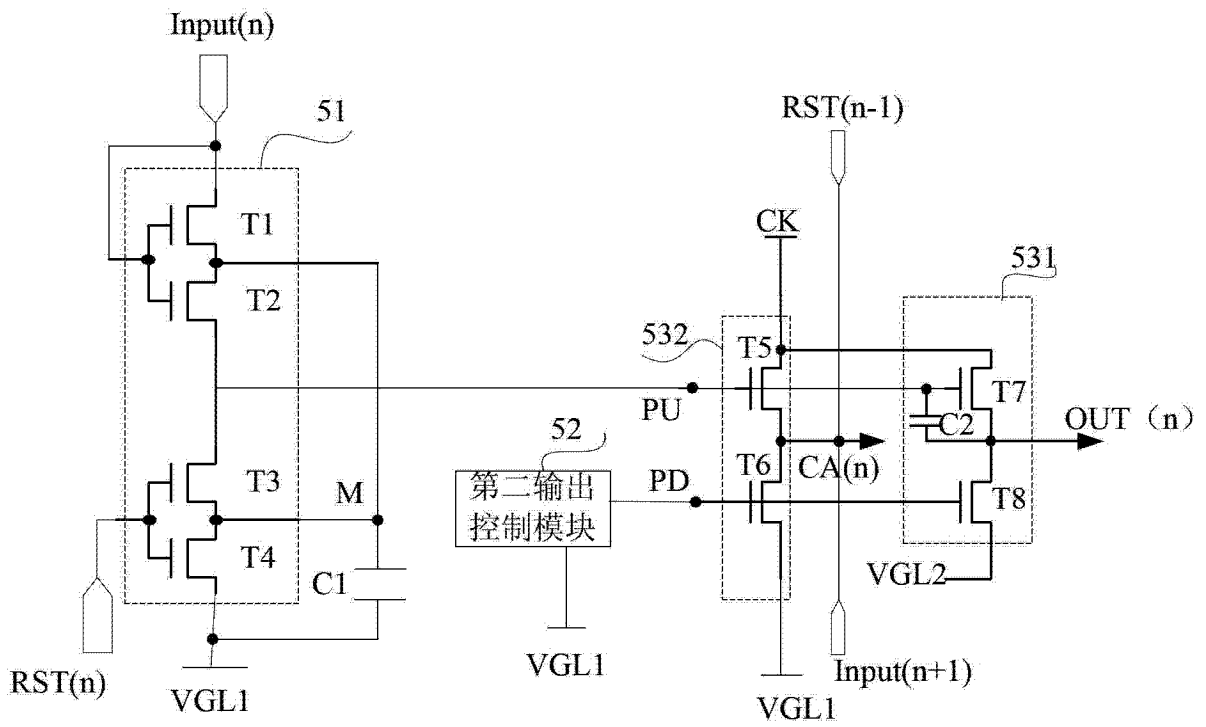 Input(n)
51
RST(n-1)
T1
CK
531
T2
532
T5
T7
PU
C2
OUT（n）
52
T3
T6
CA(n)
M
第二输出
控制模块
PD
T8
T4
C1
VGL2
VGL1
RST(n)
VGL1
Input(n+1)
VGL1